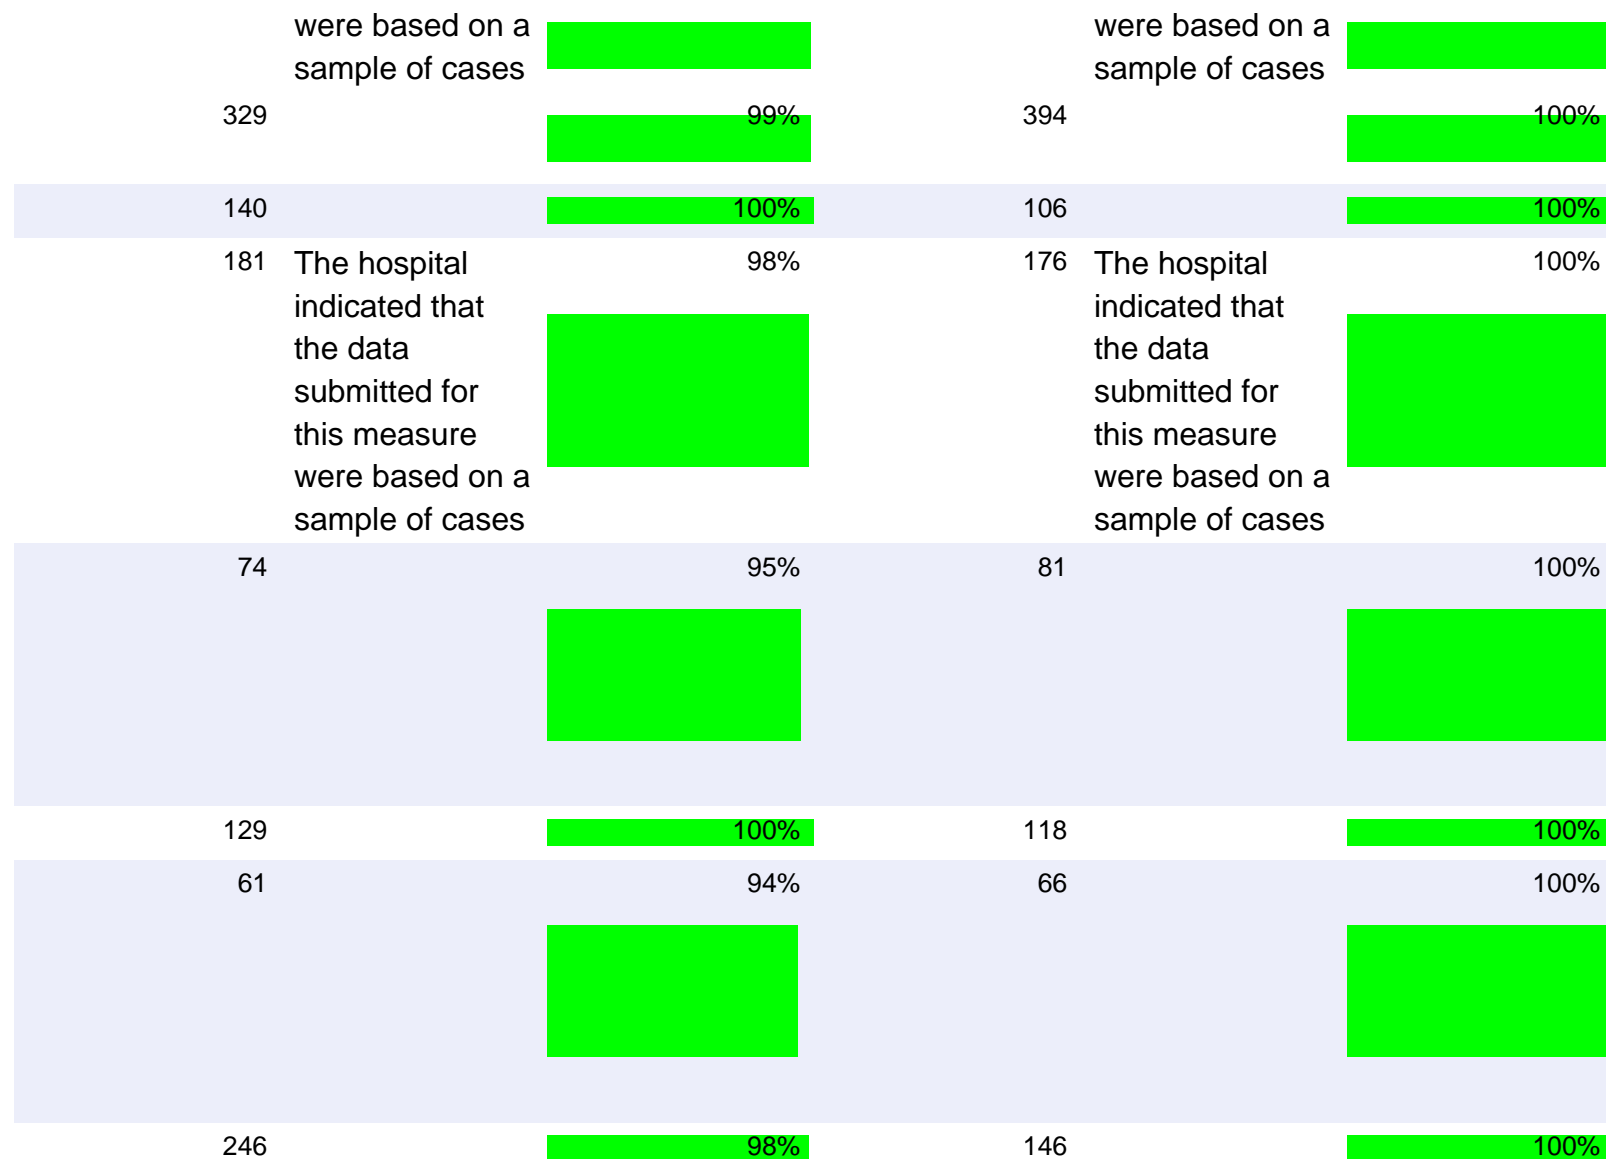 were based on a were based on a
sample of cases sample of cases
329 99% 394 100%
140 100% 106 100%
181 The hospital 98% 176 The hospital 100%
indicated that indicated that
the data the data
submitted for submitted for
this measure this measure
were based on a were based on a
sample of cases sample of cases
74 95% 81 100%
129 100% 118 100%
61 94% 66 100%
246 98% 146 100%